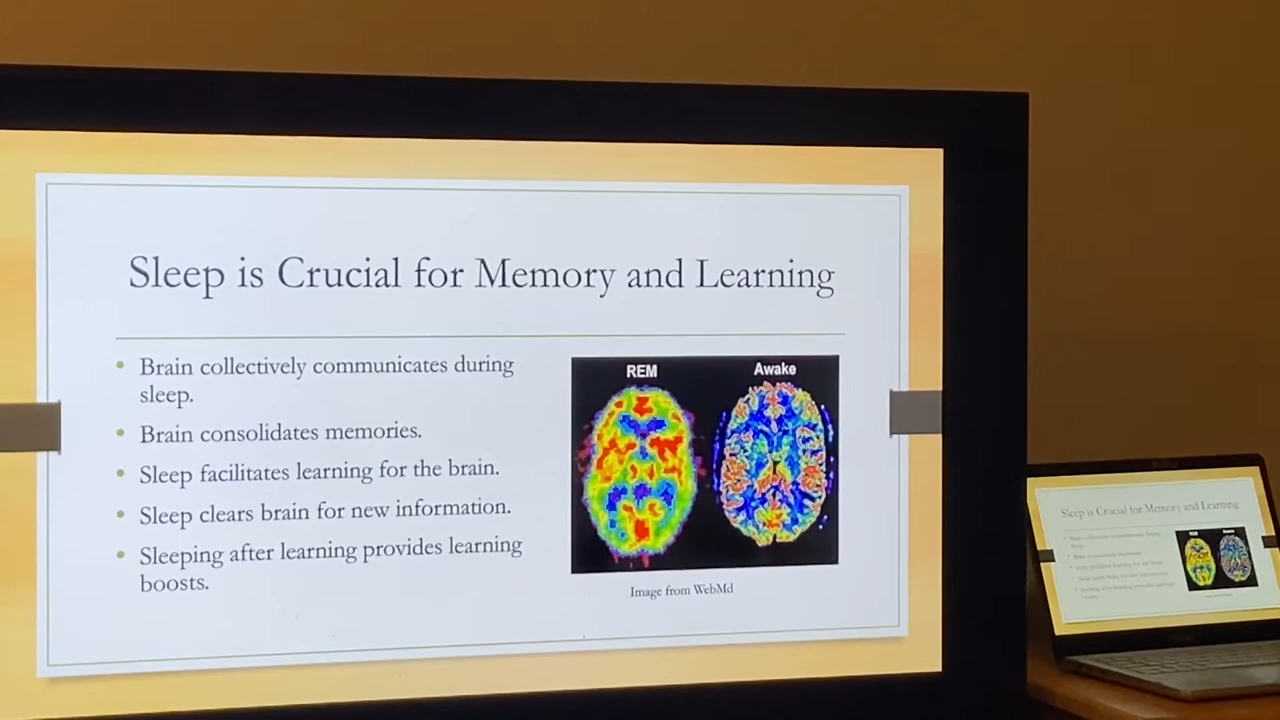 Sleep is Crucial for Memory and Learning
• Brain collectively communicates during
sleep.
• Brain consolidates memories.
• Sleep facilitates learning for the brain.
• Sleep clears brain for new information.
• Sleeping after learning provides learning
boosts.
REM
Awake
Image from WebMd
Sleep is Crucial for Memory and Learning